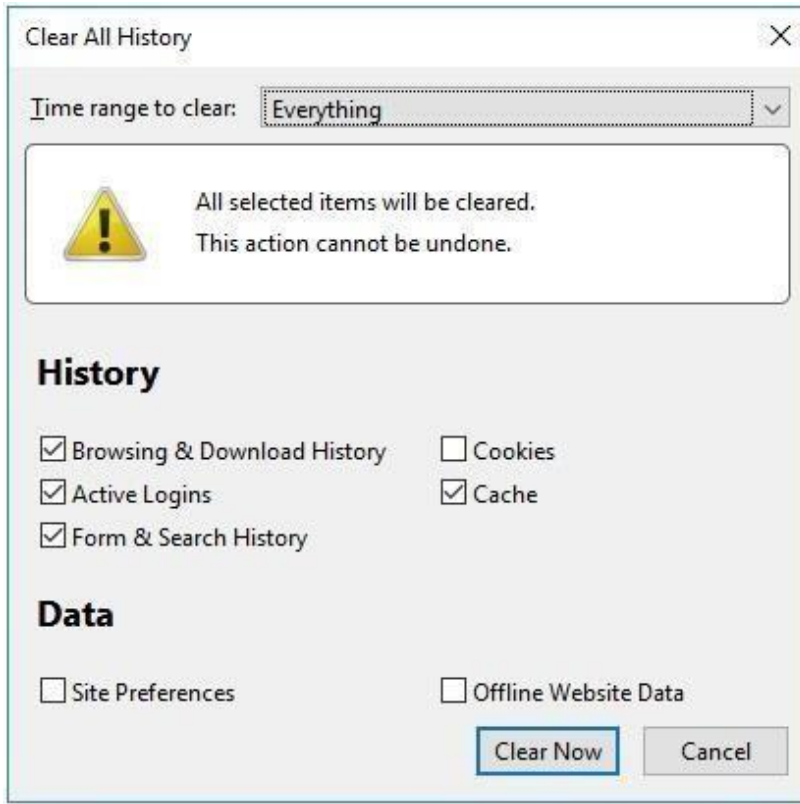 Clear All History
Time range to clear: Everything
All selected items will be cleared.
This action cannot be undone.
History
Browsing & Download History Cookies
Active Logins Cache
Form & Search History
Data
Site Preferences Offline Website Data
Clear Now Cancel